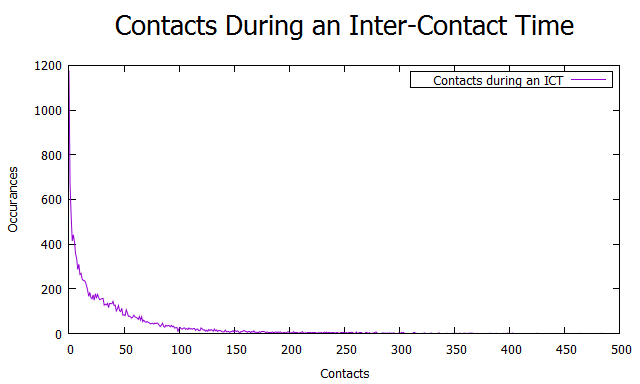 Contacts During an Inter-Contact Time
1200
1000
800
600
400
200
0
Occurances
Contacts during an ICT
0 50 100 150 200 250 300 350 400 450 500
Contacts